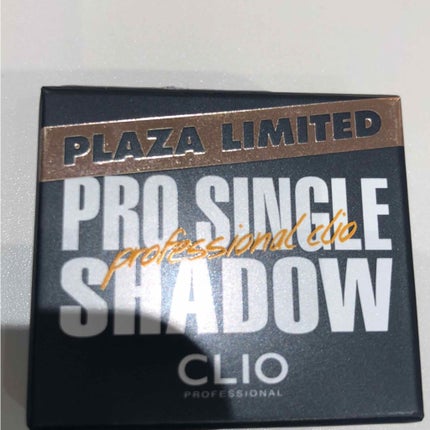 PLAZA LIMITED
PRO SINGLE
professional clio
SHADOW
CLIO
PROFESSIONAL